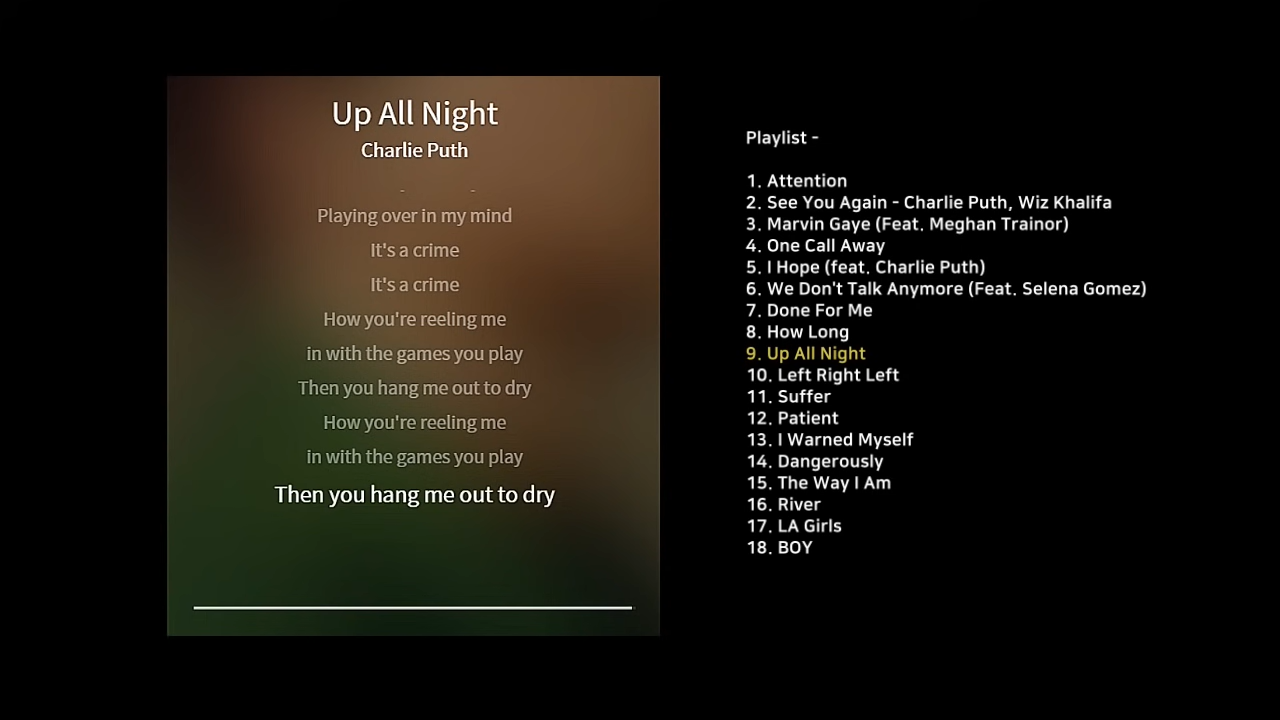 Up All Night
Charlie Puth
Playing over in my mind
It's a crime
It's a crime
How you're reeling me
in with the games you play
Then you hang me out to dry
How you're reeling me
in with the games you play
Then you hang me out to dry
Playlist -
1. Attention
2. See You Again - Charlie Puth, Wiz Khalifa
3. Marvin Gaye (Feat. Meghan Trainor)
4. One Call Away
5. I Hope (feat. Charlie Puth)
6. We Don't Talk Anymore (Feat. Selena Gomez)
7. Done For Me
8. How Long
9. Up All Night
10. Left Right Left
11. Suffer
12. Patient
13. I Warned Myself
14. Dangerously
15. The Way I Am
16. River
17. LA Girls
18. BOY